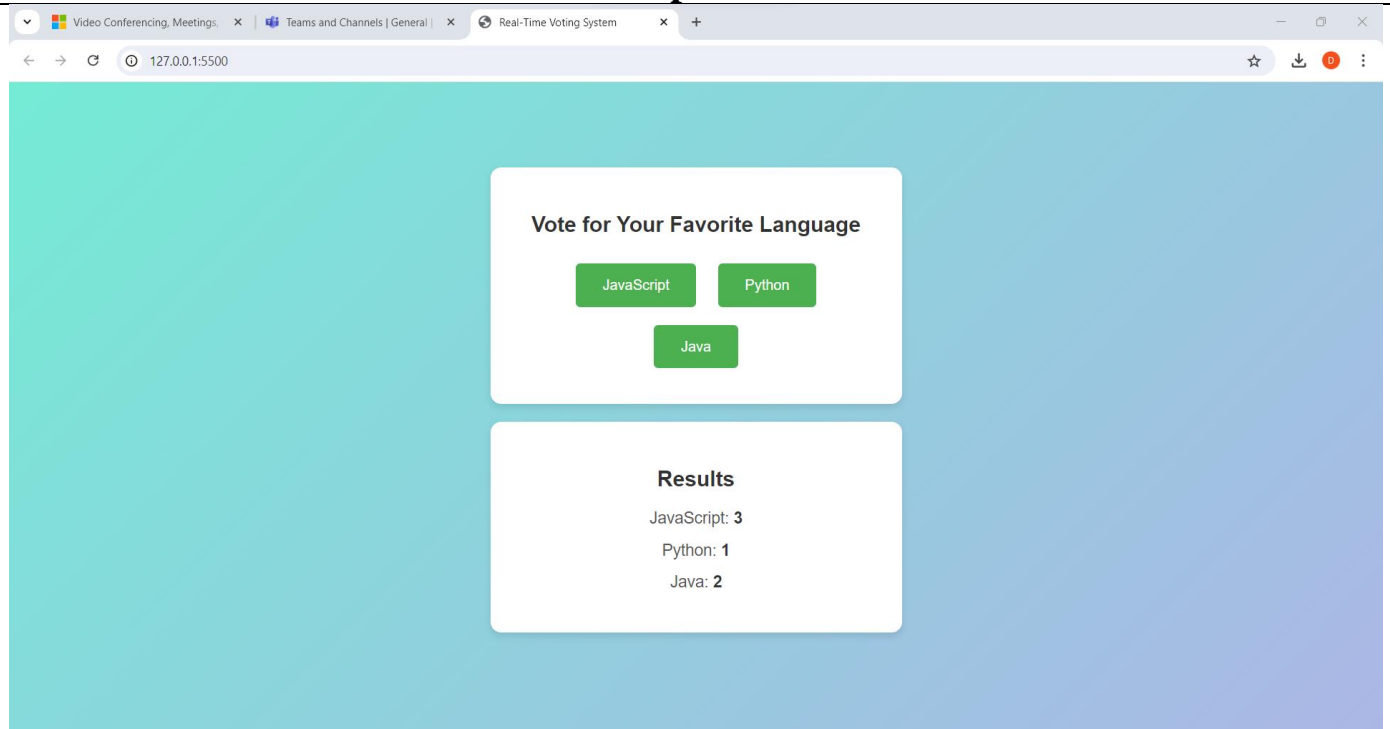 Video Conferencing, Meetings, Teams and Channels | General | Real-Time Voting System
127.0.0.1:5500 D
Vote for Your Favorite Language
JavaScript Python
Java
Results
JavaScript: 3
Python: 1
Java: 2